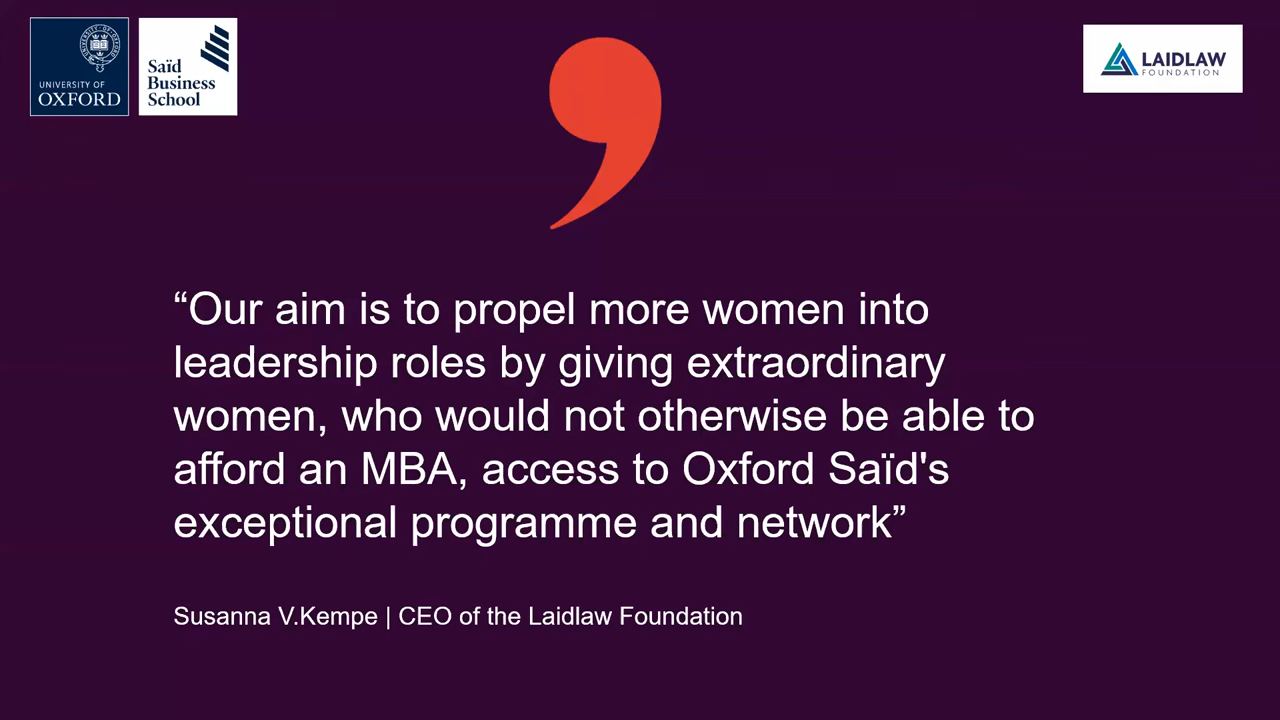 UNIVERSITY OF
OXFORD
Saïd
Business
School
LAIDLAW
FOUNDATION
“Our aim is to propel more women into
leadership roles by giving extraordinary
women, who would not otherwise be able to
afford an MBA, access to Oxford Saïd's
exceptional programme and network”
Susanna V.Kempe | CEO of the Laidlaw Foundation